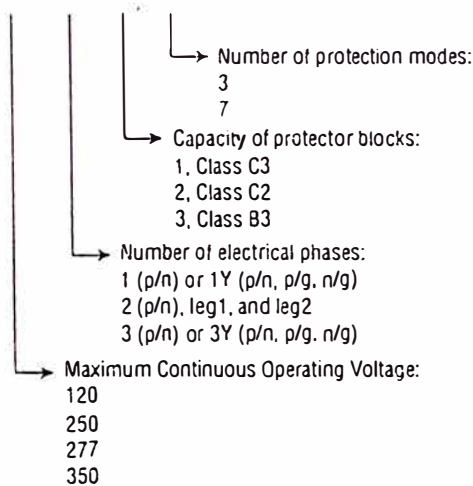 Number of protection modes:
3
7
Capacity of protector blocks:
1, Class C3
2, Class C2
3, Class B3
Number of electrical phases:
1 (p/n) or 1Y (p/n, p/g, n/g)
2 (p/n), leg1, and leg2
3 (p/n) or 3Y (p/n, p/g, n/g)
Maximum Continuous Operating Voltage:
120
250
277
350